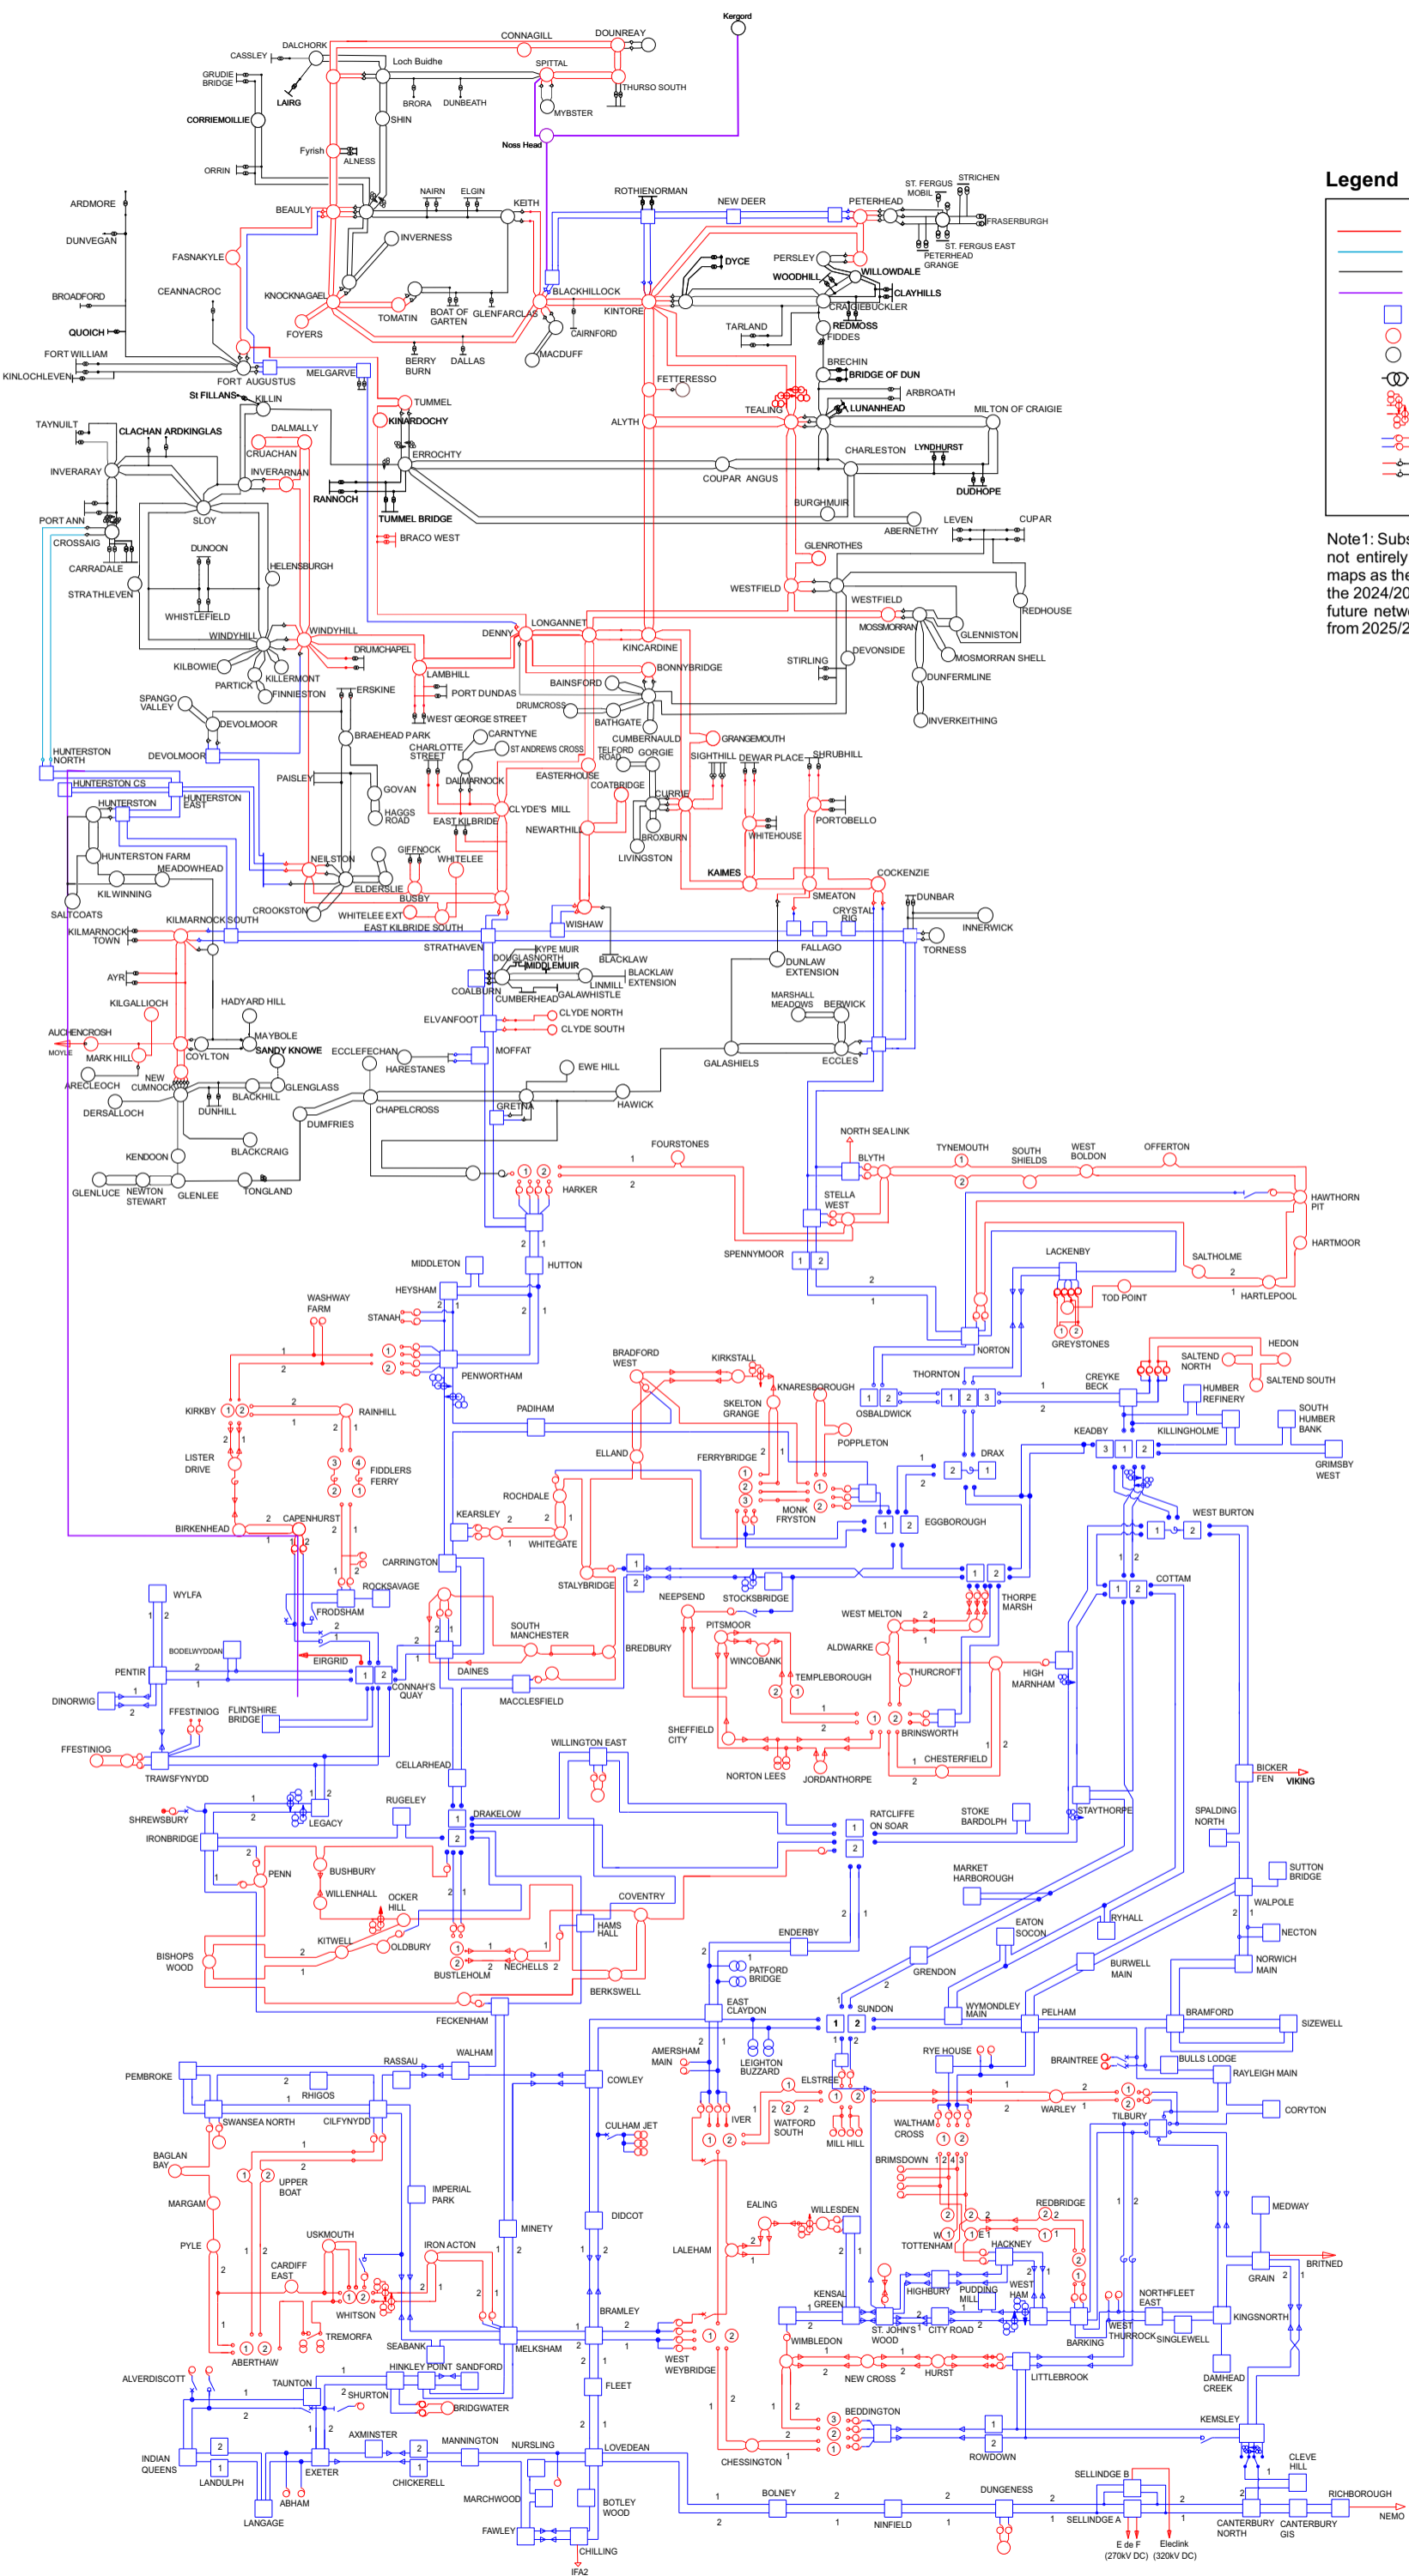 Kergord
CONNAGILL
DOUNREAY
DALCHORK
CASSLEY
Loch Buidhe
SPITTAL
GRUDIE
BRIDGE
LAIRG
BRORA
DUNBEATH
THURSO SOUTH
MYBSTER
CORRIEMOILLIE
SHIN
Noss Head
Fyrish
ALNESS
ORRIN
NAIRN
ELGIN
KEITH
ROTHIENORMAN
NEW DEER
PETERHEAD
ST. FERGUS
MOBIL
STRICHEN
FRASERBURGH
ST. FERGUS EAST
PETERHEAD
GRANGE
ARDMORE
BEAULY
DUNVEGAN
INVERNESS
FASNAKYLE
DYCE
PERSLEY
WOODHILL
WILLOWDALE
CLAYHILLS
CEANNACROC
BROADFORD
KNOCKNAGAEL
FOYERS
TOMATIN
BOAT OF
GARTEN
GLENFARCLAS
BLACKHILLOCK
CAIRNFORD
KINTORE
CRAIGIEBUCKLER
REDMOSS
FIDDES
TARLAND
QUOICH
FORT WILLIAM
KINLOCHLEVEN
FORT AUGUSTUS
MELGARVE
BERRY
BURN
DALLAS
MACDUFF
BRECHIN
BRIDGE OF DUN
FETTERESSO
ARBROATH
St FILLANS
KILLIN
TUMMEL
KINARDOCHY
ALYTH
TEALING
LUNANHEAD
MILTON OF CRAIGIE
TAYNUILT
CLACHAN
ARDKINGLAS
DALMALLY
CRUACHAN
INVERARAY
INVERARNAN
ERROCHTY
CHARLESTON
LYNDHURST
COUPAR ANGUS
RANNOCH
DUDHOPE
SLOY
TUMMEL BRIDGE
BURGHMUIR
ABERNETHY
PORT ANN
CROSSAIG
BRACO WEST
LEVEN
CUPAR
CARRADALE
DUNOON
HELENSBURGH
GLENROTHES
STRATHLEVEN
WHISTLEFIELD
WESTFIELD
WESTFIELD
REDHOUSE
WINDYHILL
WINDYHILL
DENNY
LONGANNET
KINCARDINE
MOSSMORRAN
GLENNISTON
MOSMORRAN SHELL
DRUMCHAPEL
KILBOWIE
PARTICK
KILLERMONT
FINNIESTON
LAMBHILL
PORT DUNDAS
BONNYBRIDGE
BAINSFORD
STIRLING
DEVONSIDE
DUNFERMLINE
INVERKEITHING
SPANGO
VALLEY
DEVOLMOOR
ERSKINE
WEST GEORGE STREET
DRUMCROSS
BATHGATE
CUMBERNAULD
HUNTERSTON
NORTH
DEVOLMOOR
BRAEHEAD PARK
CHARLOTTE
STREET
CARNTYNE
ST ANDREWS CROSS
DALMARNOCK
EASTERHOUSE
TELFORD
ROAD
GORGIE
GRANGEMOUTH
SIGHTHILL
DEWAR PLACE
SHRUBHILL
HUNTERSTON CS
HUNTERSTON
EAST
HUNTERSTON
PAISLEY
GOVAN
HAGGS
ROAD
CLYDE'S MILL
COATBRIDGE
CURRIE
PORTOBELLO
EAST KILBRIDE
NEWARTHILL
BROXBURN
LIVINGSTON
WHITEHOUSE
HUNTERSTON FARM
MEADOWHEAD
KILWINNING
NEILSTON
GIFFNOCK
WHITELEE
ELDERSLIE
BUSBY
KAIMES
COCKENZIE
SMEATON
SALTCOATS
CROOKSTON
WHITELEE EXT
DUNBAR
INNERWICK
KILMARNOCK SOUTH
KILMARNOCK
TOWN
EAST KILBRIDE SOUTH
STRATHAVEN
WISHAW
CRYSTAL
RIG
FALLAGO
TORNESS
AYR
DOUGLASNORTH
KYPE MUIR
MIDDLEMUIR
BLACKLAW
DUNLAW
EXTENSION
COALBURN
CUMBERHEAD
LINMILL
GALAWHISTLE
BLACKLAW
EXTENSION
KILGALLIOCH
HADYARD HILL
ELVANFOOT
CLYDE NORTH
CLYDE SOUTH
MARSHALL
MEADOWS
BERWICK
AUCHENCROSH
MOYLE
MARK HILL
COYLTON
MAYBOLE
SANDY KNOWE
ECCLEFECHAN
HARESTANES
MOFFAT
EWE HILL
GALASHIELS
ECCLES
ARECLEOCH
NEW
CUMNOCK
DERSALLOCH
DUNHILL
BLACKHILL
GLENGLASS
DUMFRIES
CHAPELCROSS
GRETNA
HAWICK
KENDOON
BLACKCRAIG
GLENLUCE
NEWTON
STEWART
GLENLEE
TONGLAND
FOURSTONES
HARKER
NORTH SEA LINK
BLYTH
TYNEMOUTH
SOUTH
SHIELDS
WEST
BOLDON
OFFERTON
STELLA
WEST
HAWTHORN
PIT
HARTMOOR
SPENNYMOOR
LACKENBY
SALTHOLME
HARTLEPOOL
TOD POINT
GREYSTONES
NORTON
MIDDLETON
HUTTON
HEYSHAM
STANAH
WASHWAY
FARM
PENWORTHAM
BRADFORD
WEST
KIRKSTALL
THORNTON
OSBALDWICK
CREYKE
BECK
HEDON
SALTEND
NORTH
SALTEND SOUTH
KNARESBOROUGH
SKELTON
GRANGE
POPPLETON
HUMBER
REFINERY
KILLINGHOLME
SOUTH
HUMBER
BANK
GRIMSBY
WEST
KEADBY
KIRKBY
RAINHILL
PADIHAM
ELLAND
FERRYBRIDGE
DRAX
LISTER
DRIVE
FIDDLERS
FERRY
ROCHDALE
MONK
FRYSTON
EGGBOROUGH
WEST BURTON
BIRKENHEAD
CAPENHURST
KEARSLEY
WHITEGATE
CARRINGTON
STALYBRIDGE
STOCKSBRIDGE
THORPE
MARSH
COTTAM
WYLFA
FRODSHAM
ROCKSAVAGE
NEEPSEND
PITSMOOR
WEST MELTON
ALDWARKE
SOUTH
MANCHESTER
BREDBURY
WINCOBANK
TEMPLEBOROUGH
THURCROFT
HIGH
MARNHAM
BODELWYDDAN
EIRGRID
CONNAH'S
QUAY
PENTIR
DINORWIG
DAINES
MACCLESFIELD
FFESTINIOG
FLINTSHIRE
BRIDGE
SHEFFIELD
CITY
BRINSWORTH
FFESTINIOG
TRAWSFYNYDD
NORTON LEES
JORDANTHORPE
CHESTERFIELD
WILLINGTON EAST
CELLARHEAD
BICKER
FEN
VIKING
SHREWSBURY
LEGACY
RUGELEY
DRAKELOW
RATCLIFFE
ON SOAR
STOKE
BARDOLPH
STAYTHORPE
SPALDING
NORTH
IRONBRIDGE
PENN
BUSHBURY
WILLENHALL
OCKER
HILL
COVENTRY
MARKET
HARBOROUGH
SUTTON
BRIDGE
WALPOLE
BISHOPS
WOOD
KITWELL
OLDBURY
HAMS
HALL
NECHELLS
BUSTLEHOLM
BERKSWELL
ENDERBY
PATFORD
BRIDGE
EATON
SOCON
RYHALL
GRENDON
BURWELL
MAIN
NECTON
NORWICH
MAIN
FECKENHAM
EAST
CLAYDON
SUNDON
WYMONDLEY
MAIN
PELHAM
BRAMFORD
SIZEWELL
PEMBROKE
RASSAU
WALHAM
RHIGOS
COWLEY
AMERSHAM
MAIN
LEIGHTON
BUZZARD
RYE HOUSE
BRAINTREE
BULLS LODGE
RAYLEIGH MAIN
SWANSEA NORTH
CILFYNYDD
ELSTREE
WARLEY
TILBURY
CORYTON
CULHAM JET
IVER
WATFORD
SOUTH
MILL HILL
WALTHAM
CROSS
BAGLAN
BAY
UPPER
BOAT
MARGAM
IMPERIAL
PARK
BRIMSDOWN
MINETY
DIDCOT
EALING
WILLESDEN
REDBRIDGE
MEDWAY
PYLE
USKMOUTH
IRON ACTON
LALEHAM
TOTTENHAM
HACKNEY
CARDIFF
EAST
WHITSON
HIGHBURY
PUDDING
MILL
WEST
HAM
NORTHFLEET
EAST
GRAIN
BRITNED
KENSAL
GREEN
ST. JOHN'S
WOOD
CITY ROAD
BARKING
WEST
THURROCK
SINGLEWELL
KINGSNORTH
TREMORFA
ABERTHAW
SEABANK
MELKSHAM
BRAMLEY
WEST
WEYBRIDGE
WIMBLEDON
NEW CROSS
HURST
LITTLEBROOK
DAMHEAD
CREEK
ALVERDISCOTT
TAUNTON
HINKLEY POINT
SANDFORD
SHURTON
BRIDGWATER
FLEET
BEDDINGTON
ROWDOWN
KEMSLEY
INDIAN
QUEENS
LANDULPH
AXMINSTER
EXETER
MANNINGTON
CHICKERELL
NURSLING
LOVEDEAN
CHESSINGTON
CLEVE
HILL
LANGAGE
ABHAM
MARCHWOOD
BOTLEY
WOOD
FAWLEY
CHILLING
IFA2
BOLNEY
NINFIELD
DUNGENESS
SELLINDGE B
SELLINDGE A
E de F
(270kV DC)
Eleclink
(320kV DC)
CANTERBURY
NORTH
CANTERBURY
GIS
RICHBOROUGH
NEMO
Legend
Note1: Subs
not entirely
maps as the
the 2024/20
future netw
from 2025/2